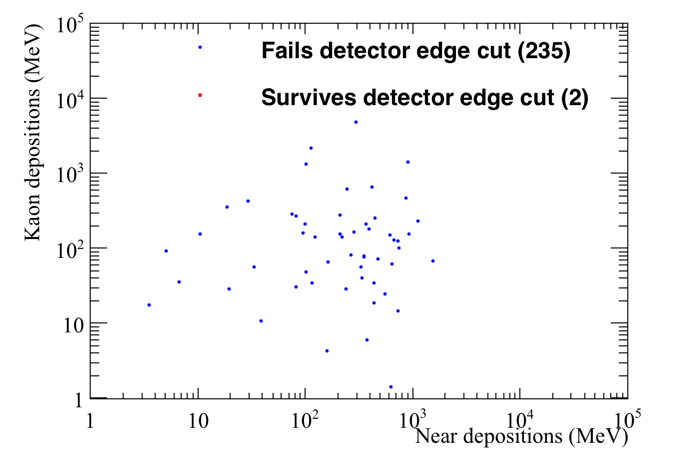 10^5
Fails detector edge cut (235)
10^4
Survives detector edge cut (2)
Kaon depositions (MeV)
10^3
10^2
10
1
1 10 10^2 10^3 10^4 10^5
Near depositions (MeV)